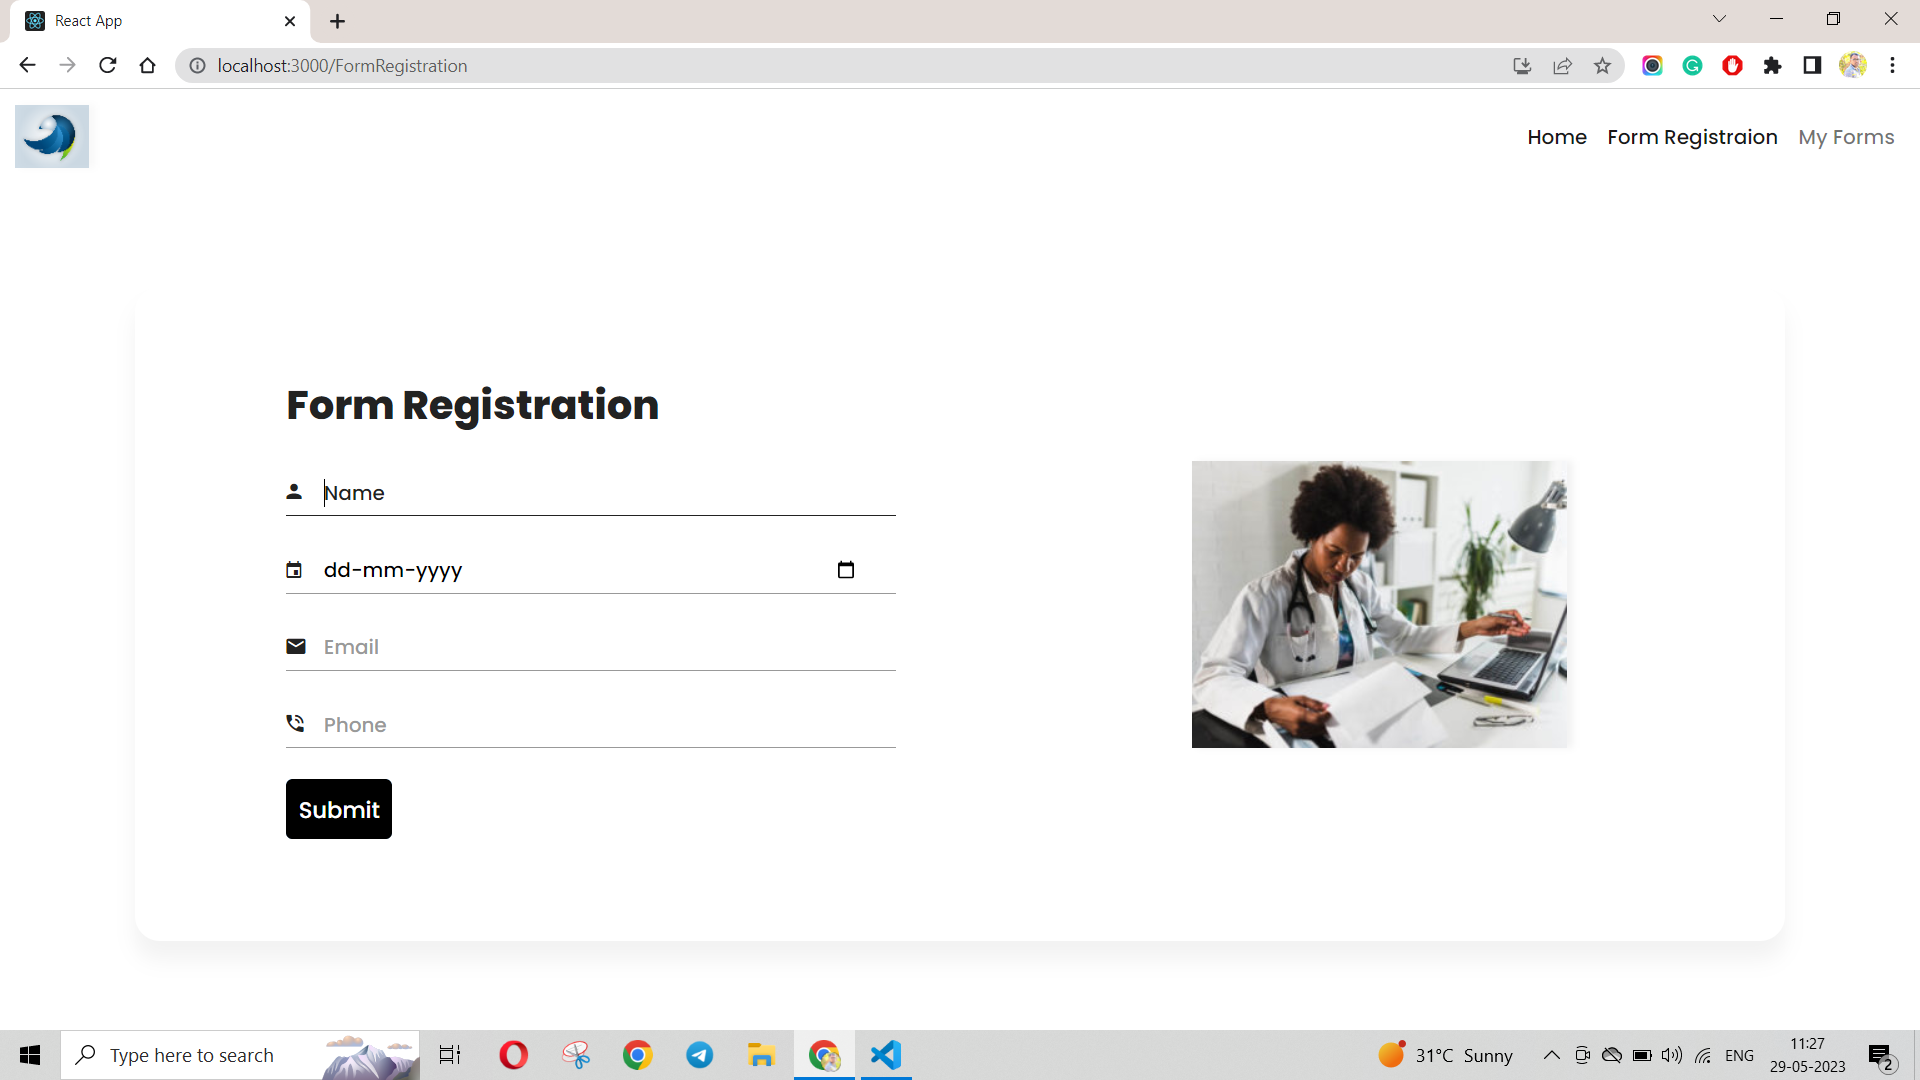 React App
localhost:3000/FormRegistration
Home Form Registraion My Forms
Form Registration
Name
dd-mm-yyyy
Email
Phone
Submit
Type here to search
31°C Sunny
ENG
11:27
29-05-2023
2